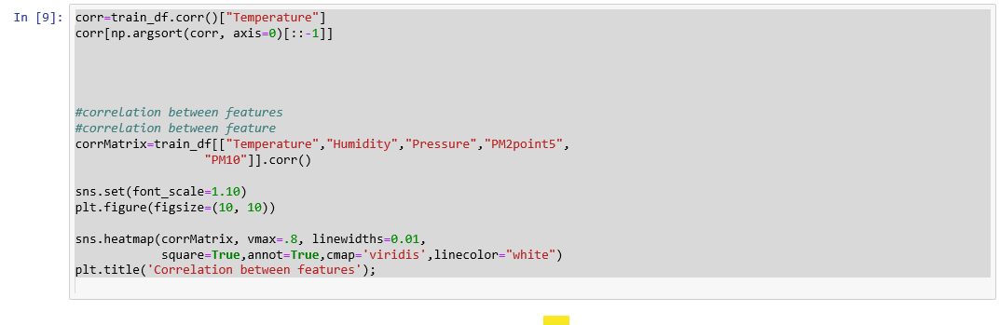 In [9]: corr=train_df.corr()["Temperature"]
corr[np.argsort(corr, axis=0)[::-1]]
#correlation between features
#correlation between feature
corrMatrix=train_df[["Temperature","Humidity","Pressure","PM2point5",
"PM10"]].corr()
sns.set(font_scale=1.10)
plt.figure(figsize=(10, 10))
sns.heatmap(corrMatrix, vmax=.8, linewidths=0.01,
square=True,annot=True,cmap='viridis',linecolor="white")
plt.title('Correlation between features');